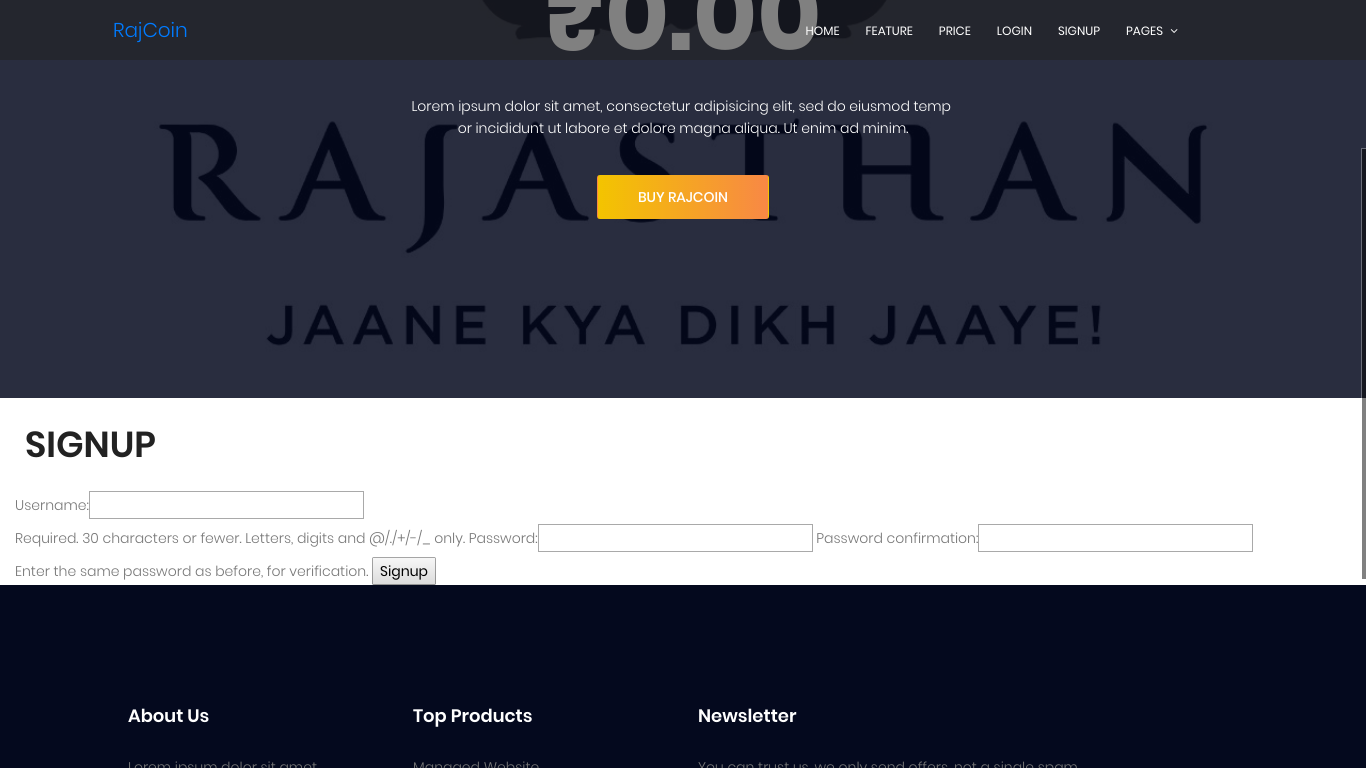 RajCoin
₹0.00
HOME FEATURE PRICE LOGIN SIGNUP PAGES
Lorem ipsum dolor sit amet, consectetur adipisicing elit, sed do eiusmod temp
or incididunt ut labore et dolore magna aliqua. Ut enim ad minim.
RAJASTHAN
BUY RAJCOIN
JAANE KYA DIKH JAAYE!
SIGNUP
Username:
Required. 30 characters or fewer. Letters, digits and @/./+/-/_ only. Password: Password confirmation:
Enter the same password as before, for verification. Signup
About Us Top Products Newsletter
Lorem ipsum dolor sit amet Managed Website You can trust us. we only send offers, not a single spam.